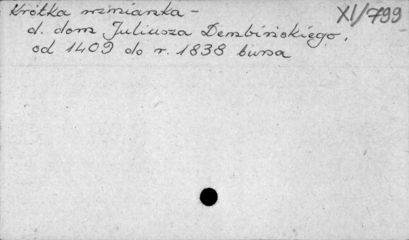 Krótka wzmianka - XI/799
d. dom Juliusza Dembińskiego,
od 1409 do r. 1838 bursa